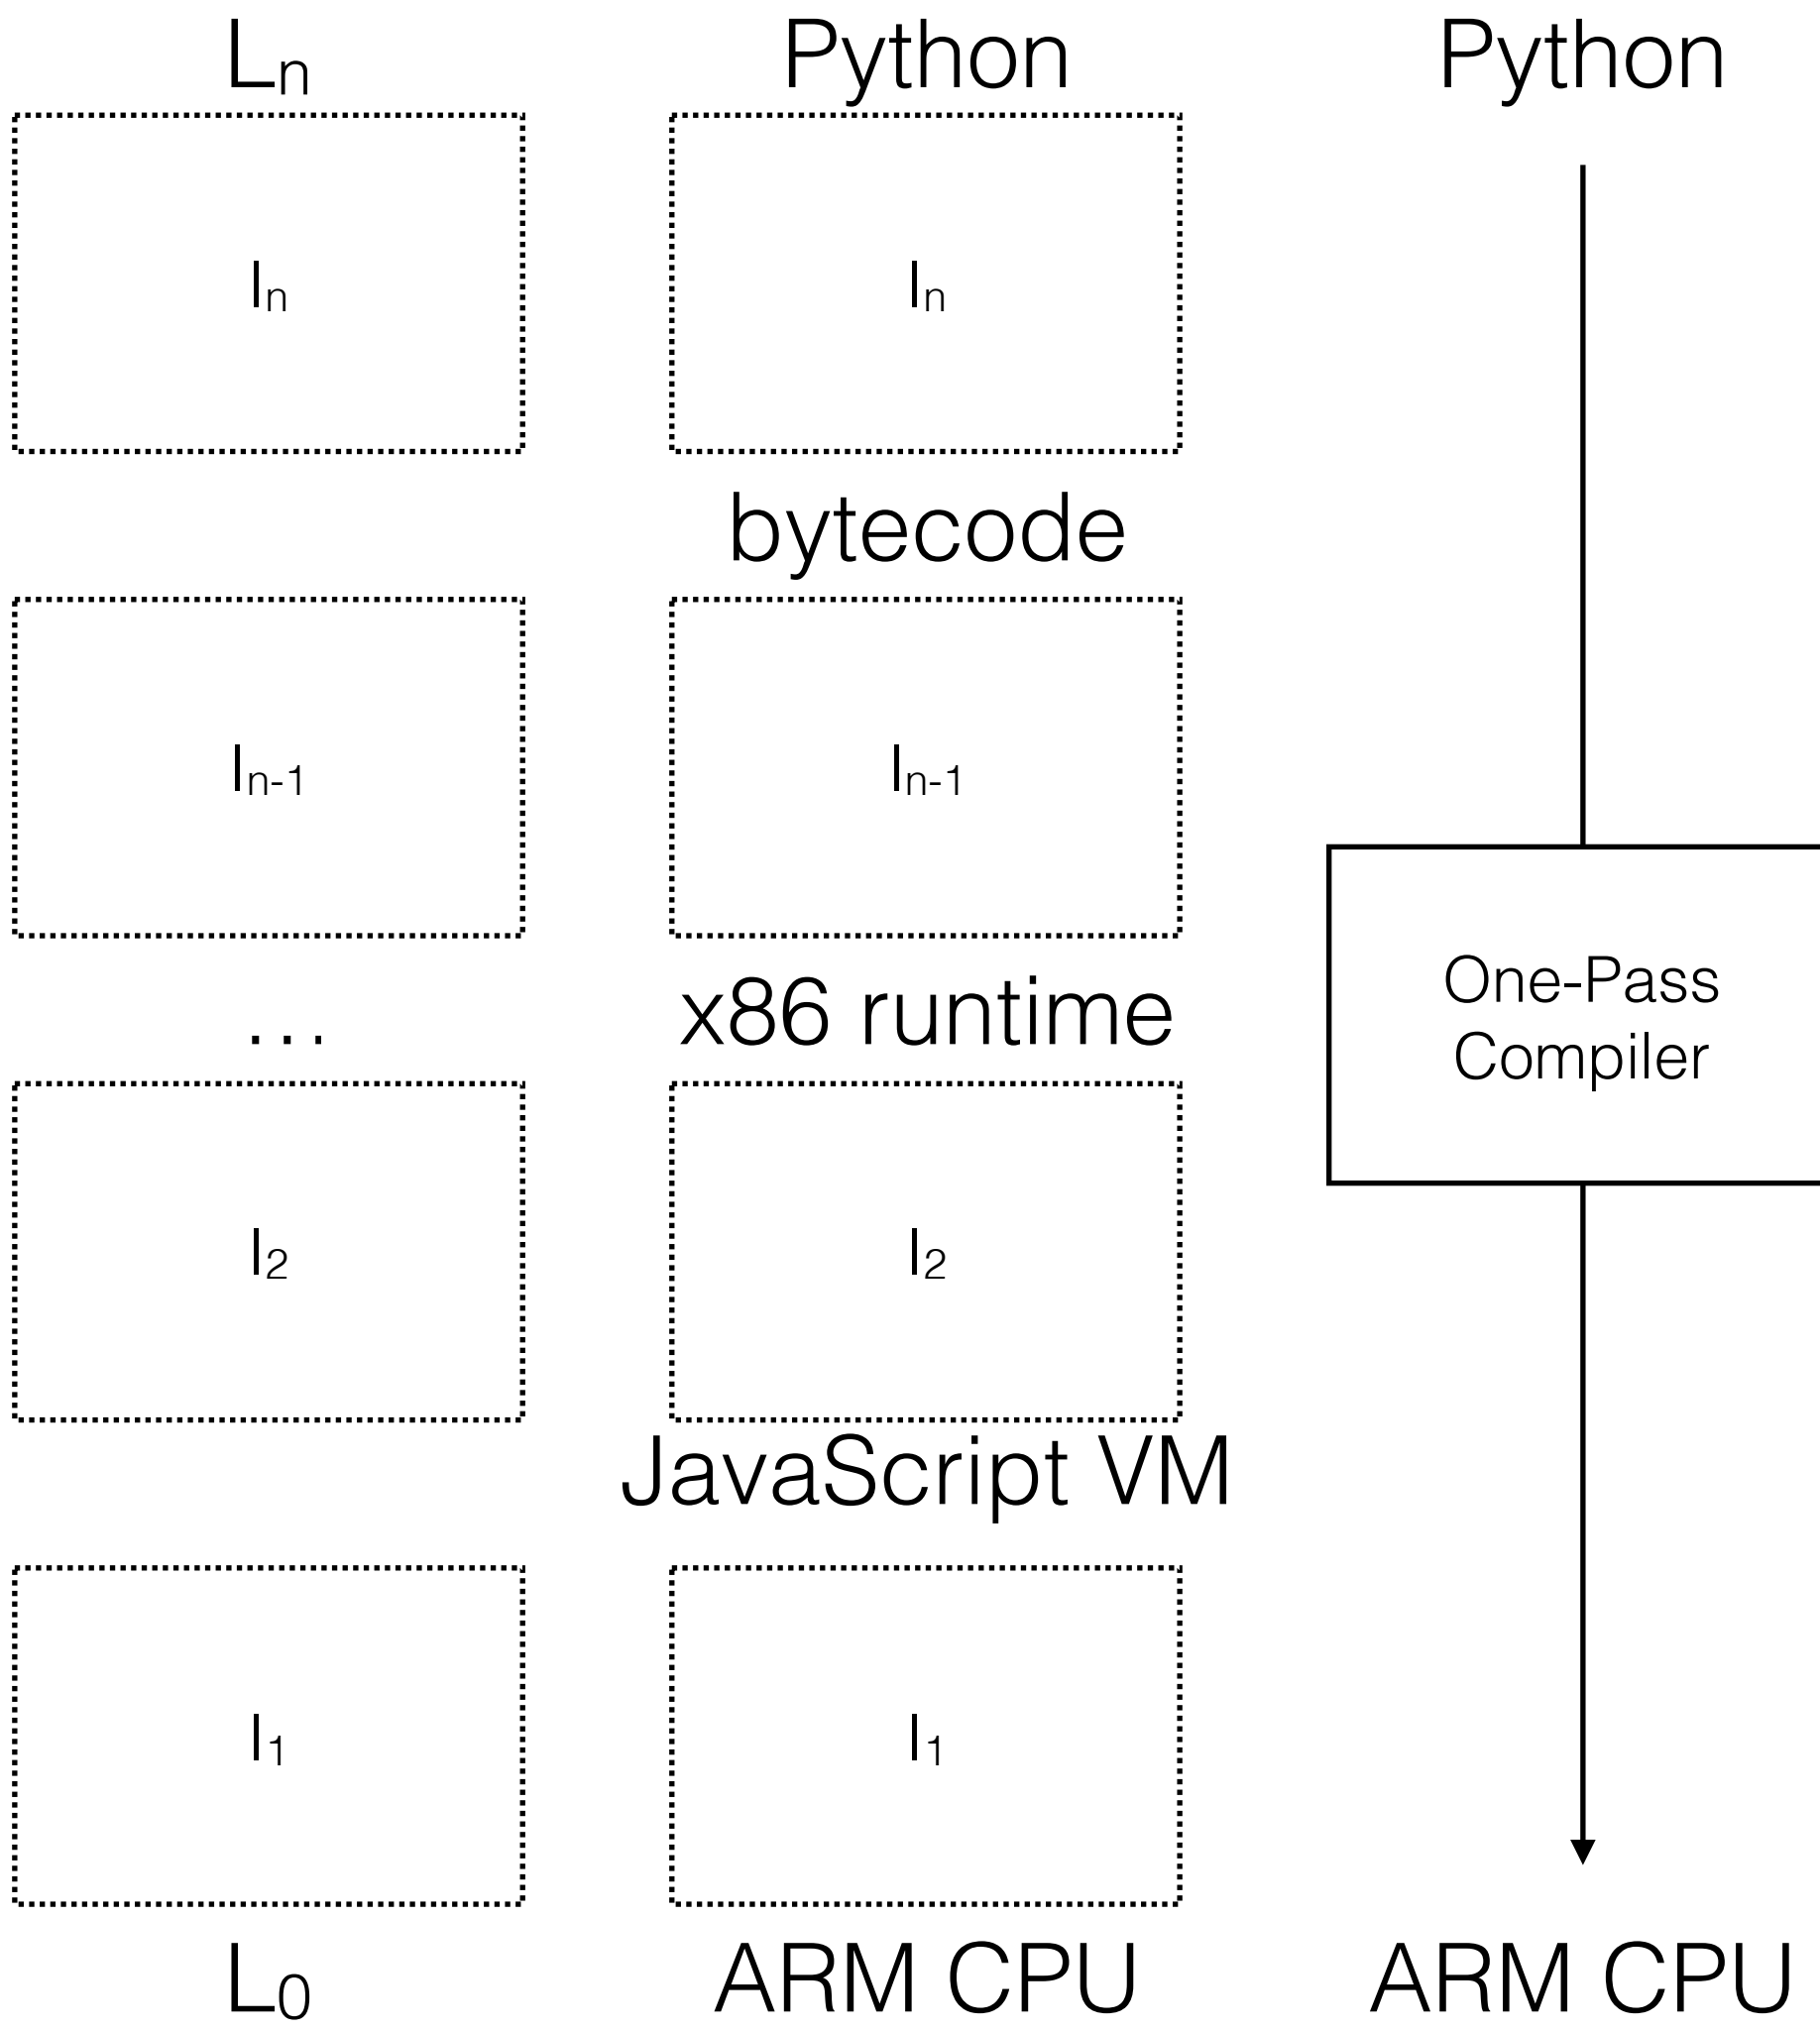 Lₙ
Iₙ
Iₙ₋₁
...
I₂
I₁
L₀
Python
Iₙ
bytecode
Iₙ₋₁
x86 runtime
I₂
JavaScript VM
I₁
ARM CPU
Python
One-Pass
Compiler
ARM CPU